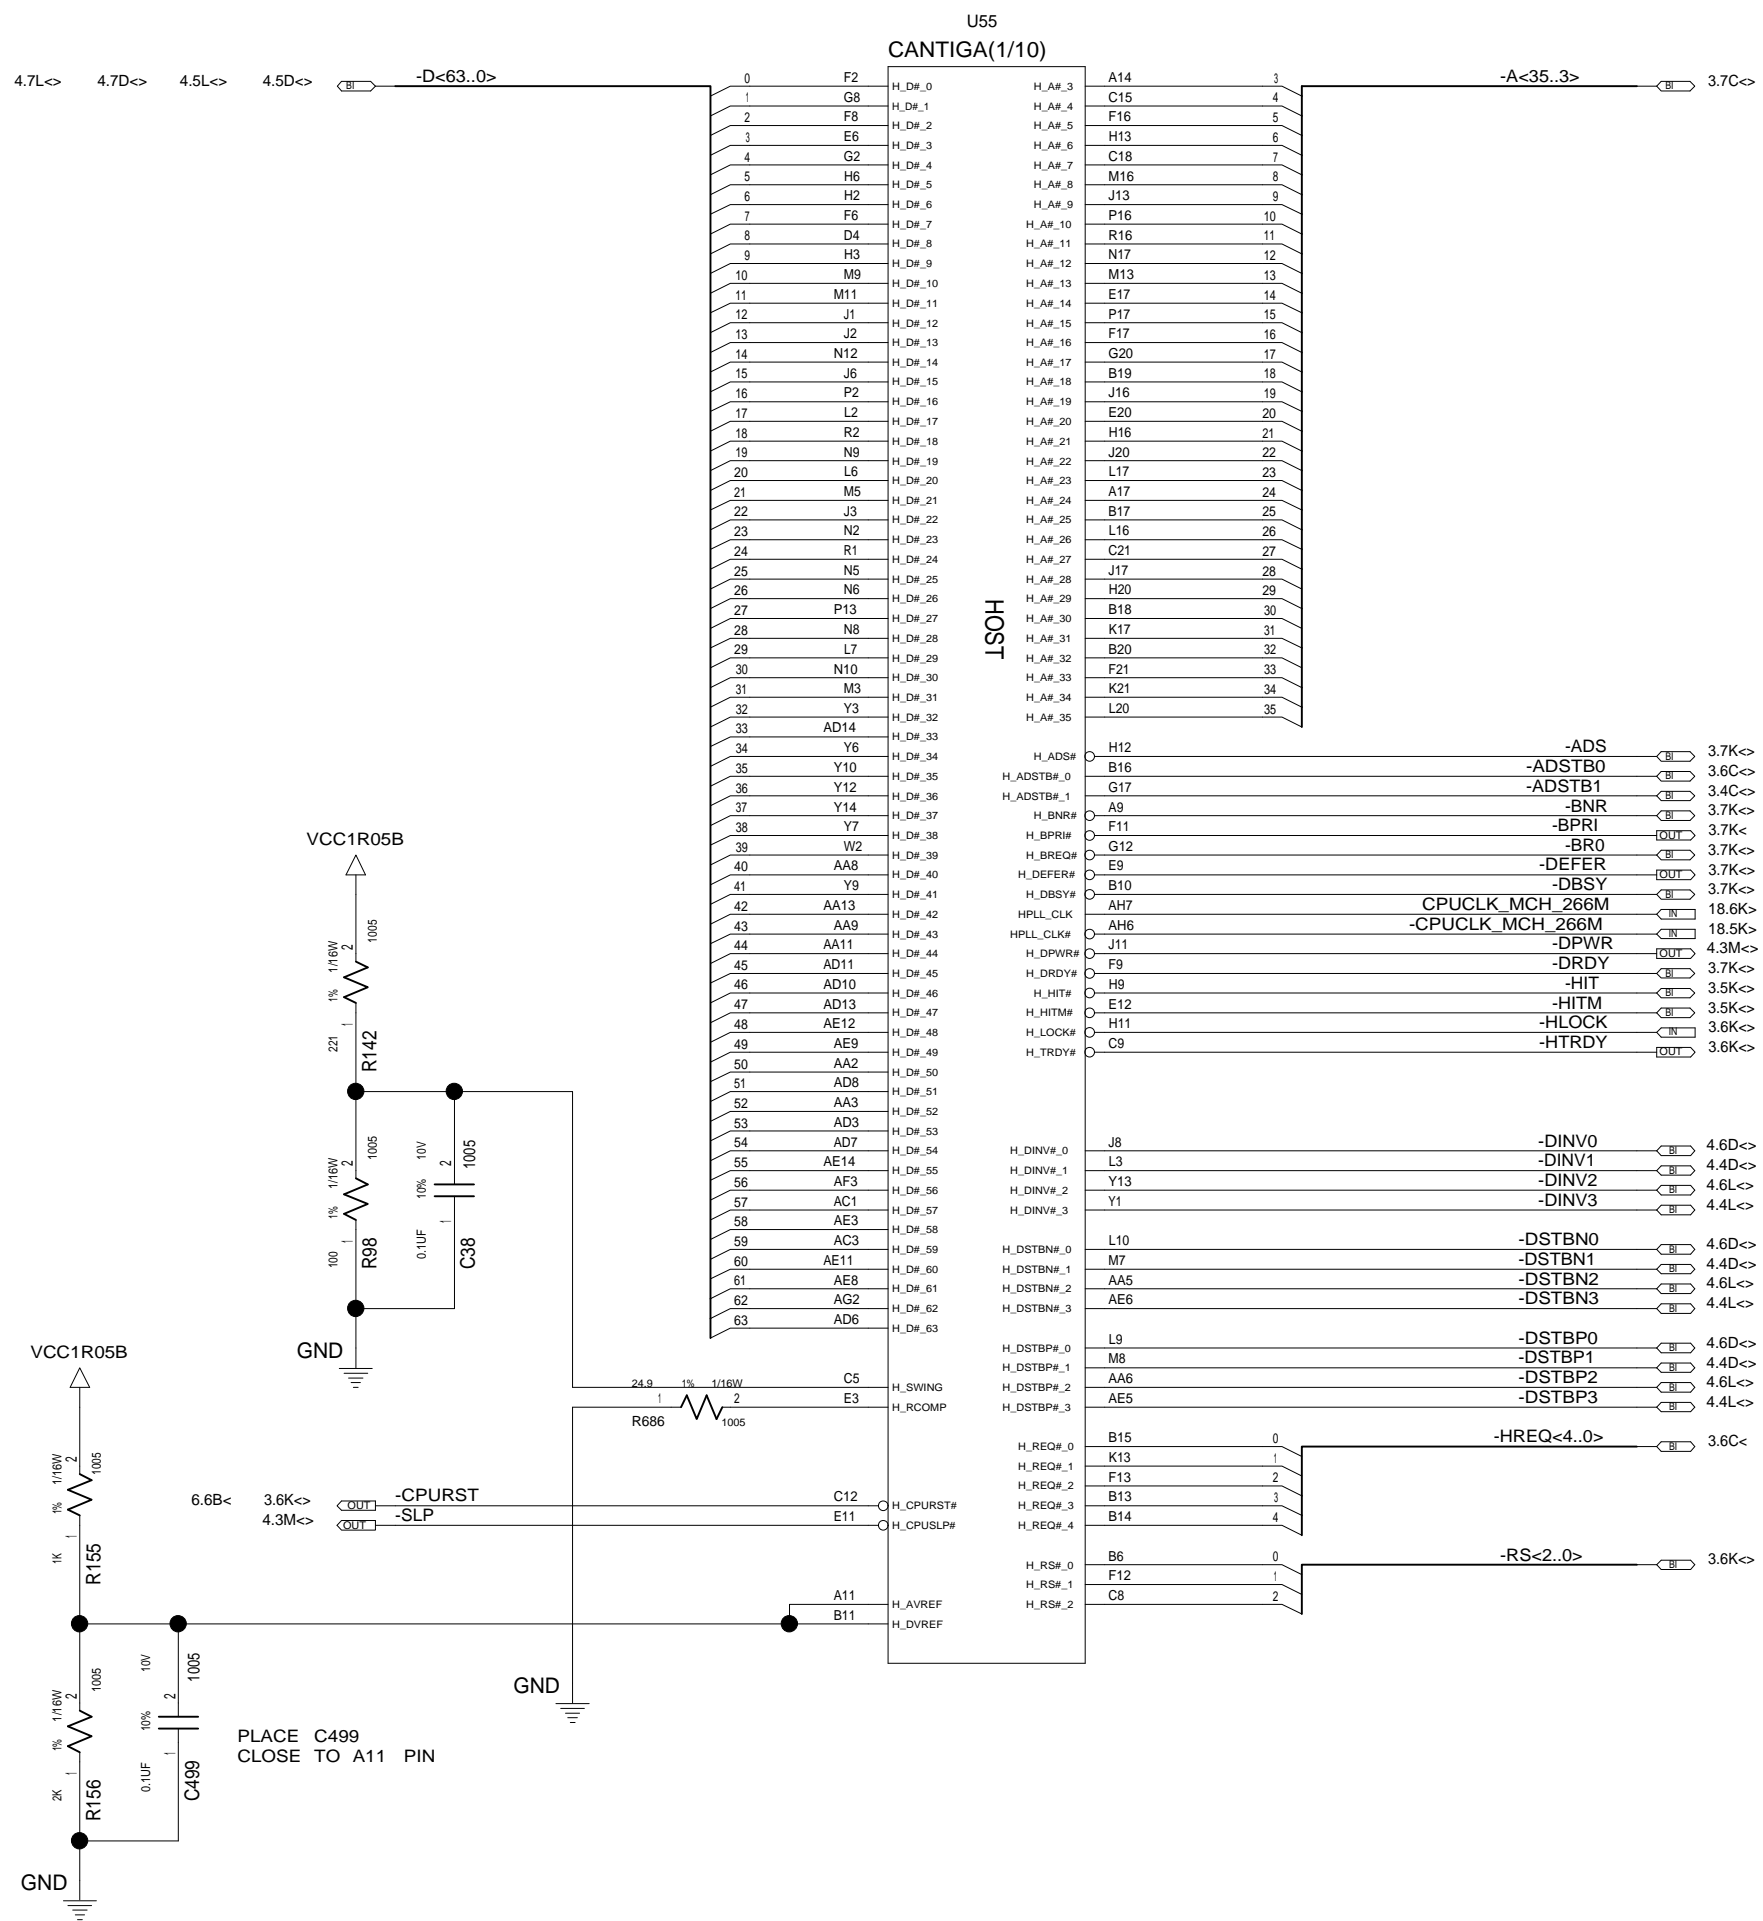 U55
CANTIGA(1/10)
4.7L<> 4.7D<> 4.5L<> 4.5D<> BI -D<63..0>
-A<35..3> BI 3.7C<>
0 F2 H_D#_0 H_A#_3 A14 3
1 G8 H_D#_1 H_A#_4 C15 4
2 F8 H_D#_2 H_A#_5 F16 5
3 E6 H_D#_3 H_A#_6 H13 6
4 G2 H_D#_4 H_A#_7 C18 7
5 H6 H_D#_5 H_A#_8 M16 8
6 H2 H_D#_6 H_A#_9 J13 9
7 F6 H_D#_7 H_A#_10 P16 10
8 D4 H_D#_8 H_A#_11 R16 11
9 H3 H_D#_9 H_A#_12 N17 12
10 M9 H_D#_10 H_A#_13 M13 13
11 M11 H_D#_11 H_A#_14 E17 14
12 J1 H_D#_12 H_A#_15 P17 15
13 J2 H_D#_13 H_A#_16 F17 16
14 N12 H_D#_14 H_A#_17 G20 17
15 J6 H_D#_15 H_A#_18 B19 18
16 P2 H_D#_16 H_A#_19 J16 19
17 L2 H_D#_17 H_A#_20 E20 20
18 R2 H_D#_18 H_A#_21 H16 21
19 N9 H_D#_19 H_A#_22 J20 22
20 L6 H_D#_20 H_A#_23 L17 23
21 M5 H_D#_21 H_A#_24 A17 24
22 J3 H_D#_22 H_A#_25 B17 25
23 N2 H_D#_23 H_A#_26 L16 26
24 R1 H_D#_24 H_A#_27 C21 27
25 N5 H_D#_25 H_A#_28 J17 28
26 N6 H_D#_26 H_A#_29 H20 29
27 P13 H_D#_27 H_A#_30 B18 30
28 N8 H_D#_28 H_A#_31 K17 31
29 L7 H_D#_29 H_A#_32 B20 32
30 N10 H_D#_30 H_A#_33 F21 33
31 M3 H_D#_31 H_A#_34 K21 34
32 Y3 H_D#_32 H_A#_35 L20 35
HOST
33 AD14 H_D#_33
34 Y6 H_D#_34 H_ADS# H12 -ADS BI 3.7K<>
35 Y10 H_D#_35 H_ADSTB#_0 B16 -ADSTB0 BI 3.6C<>
36 Y12 H_D#_36 H_ADSTB#_1 G17 -ADSTB1 BI 3.4C<>
37 Y14 H_D#_37 H_BNR# A9 -BNR BI 3.7K<>
38 Y7 H_D#_38 H_BPRI# F11 -BPRI OUT 3.7K<
39 W2 H_D#_39 H_BREQ# G12 -BR0 BI 3.7K<>
40 AA8 H_D#_40 H_DEFER# E9 -DEFER OUT 3.7K<>
41 Y9 H_D#_41 H_DBSY# B10 -DBSY BI 3.7K<>
42 AA13 H_D#_42 HPLL_CLK AH7 CPUCLK_MCH_266M IN 18.6K>
43 AA9 H_D#_43 HPLL_CLK# AH6 -CPUCLK_MCH_266M IN 18.5K>
44 AA11 H_D#_44 H_DPWR# J11 -DPWR OUT 4.3M<>
45 AD11 H_D#_45 H_DRDY# F9 -DRDY BI 3.7K<>
46 AD10 H_D#_46 H_HIT# H9 -HIT BI 3.5K<>
47 AD13 H_D#_47 H_HITM# E12 -HITM BI 3.5K<>
48 AE12 H_D#_48 H_LOCK# H11 -HLOCK IN 3.6K<>
49 AE9 H_D#_49 H_TRDY# C9 -HTRDY OUT 3.6K<>
50 AA2 H_D#_50
51 AD8 H_D#_51
52 AA3 H_D#_52
53 AD3 H_D#_53
54 AD7 H_D#_54 H_DINV#_0 J8 -DINV0 BI 4.6D<>
55 AE14 H_D#_55 H_DINV#_1 L3 -DINV1 BI 4.4D<>
56 AF3 H_D#_56 H_DINV#_2 Y13 -DINV2 BI 4.6L<>
57 AC1 H_D#_57 H_DINV#_3 Y1 -DINV3 BI 4.4L<>
58 AE3 H_D#_58
59 AC3 H_D#_59 H_DSTBN#_0 L10 -DSTBN0 BI 4.6D<>
60 AE11 H_D#_60 H_DSTBN#_1 M7 -DSTBN1 BI 4.4D<>
61 AE8 H_D#_61 H_DSTBN#_2 AA5 -DSTBN2 BI 4.6L<>
62 AG2 H_D#_62 H_DSTBN#_3 AE6 -DSTBN3 BI 4.4L<>
63 AD6 H_D#_63
H_DSTBP#_0 L9 -DSTBP0 BI 4.6D<>
H_DSTBP#_1 M8 -DSTBP1 BI 4.4D<>
C5 H_SWING H_DSTBP#_2 AA6 -DSTBP2 BI 4.6L<>
E3 H_RCOMP H_DSTBP#_3 AE5 -DSTBP3 BI 4.4L<>
H_REQ#_0 B15 0 -HREQ<4..0> BI 3.6C<
H_REQ#_1 K13 1
H_REQ#_2 F13 2
6.6B< 3.6K<> OUT -CPURST C12 H_CPURST# H_REQ#_3 B13 3
4.3M<> OUT -SLP E11 H_CPUSLP# H_REQ#_4 B14 4
H_RS#_0 B6 0 -RS<2..0> BI 3.6K<>
H_RS#_1 F12 1
A11 H_AVREF H_RS#_2 C8 2
B11 H_DVREF
VCC1R05B
221 1% 1/16W 1005 1 2
R142
100 1% 1/16W 1005 1 2
R98
0.1UF 10% 10V 1005 1 2
C38
GND
24.9 1% 1/16W
1 2
R686 1005
GND
VCC1R05B
1K 1% 1/16W 1005 1 2
R155
2K 1% 1/16W 1005 1 2
R156
0.1UF 10% 10V 1005 1 2
C499
PLACE C499
CLOSE TO A11 PIN
GND